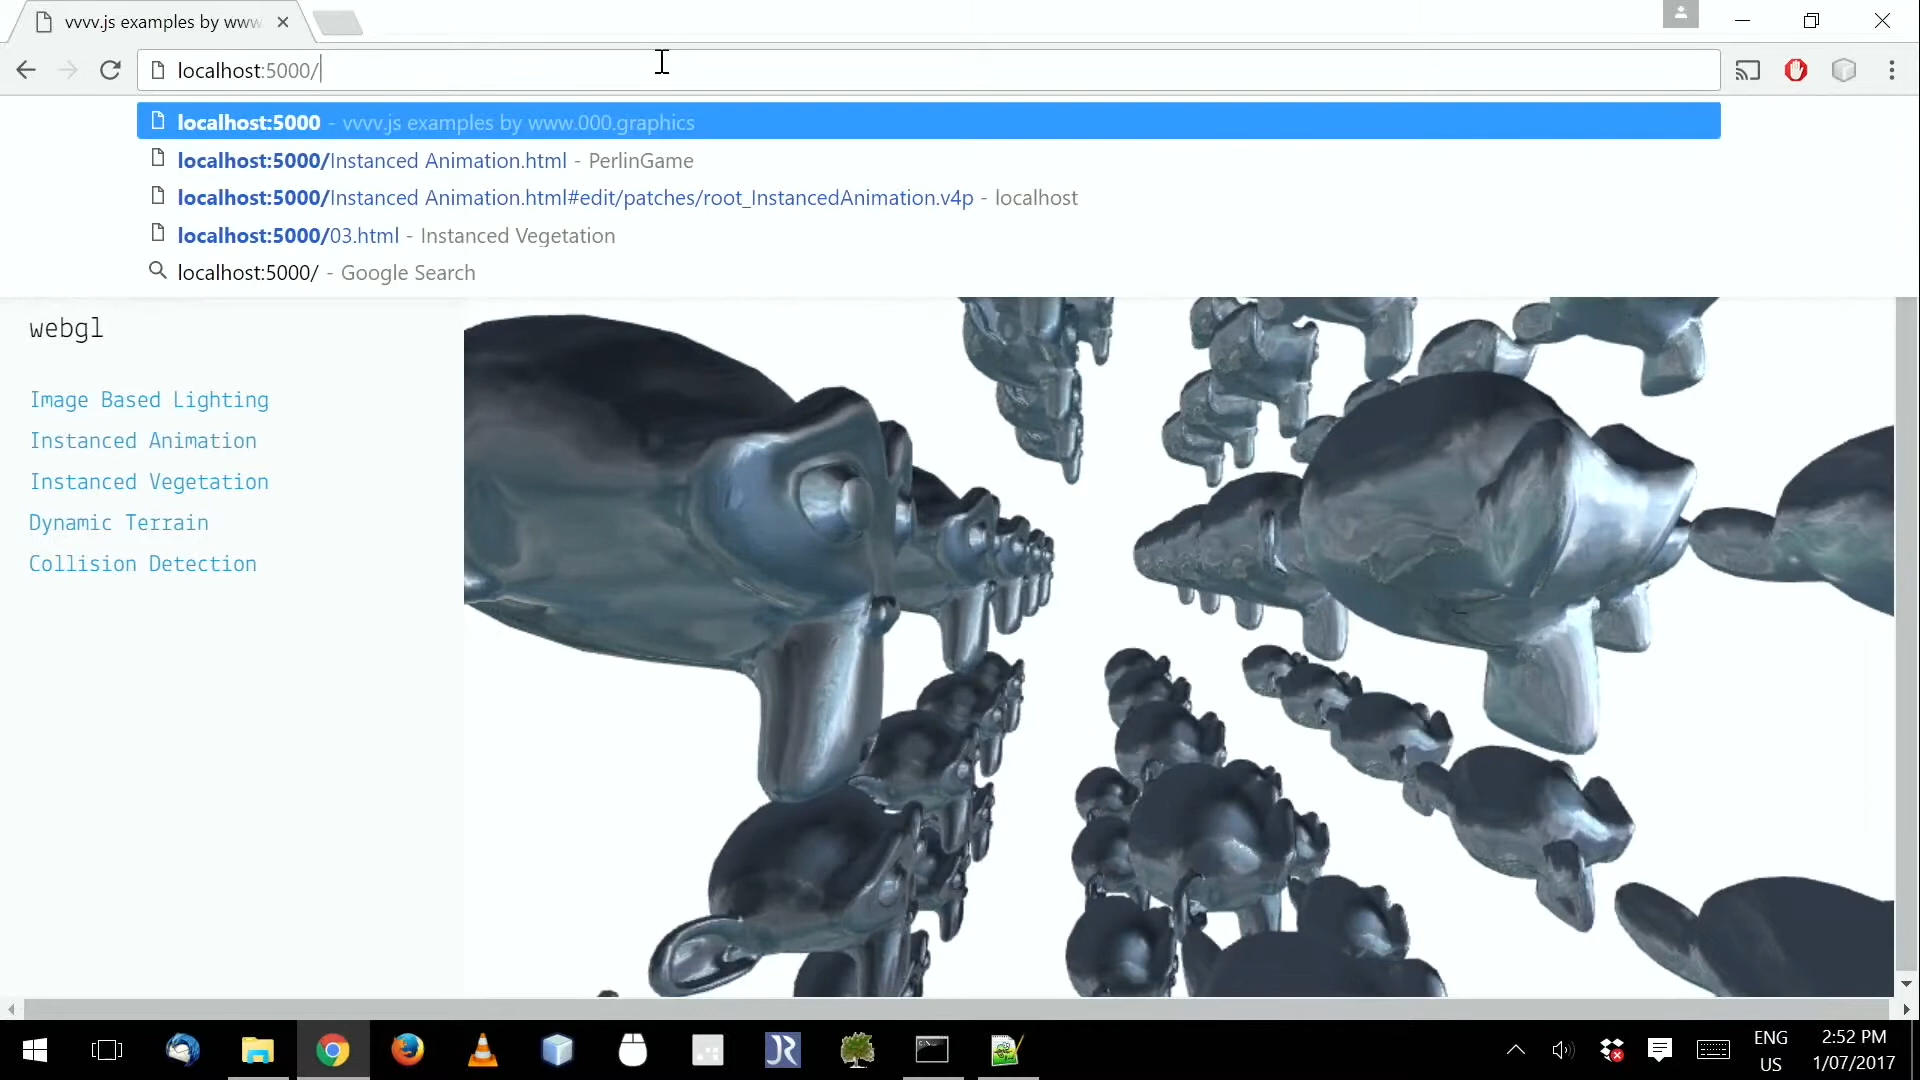 vvvv.js examples by www
localhost:5000/
localhost:5000 - vvvv.js examples by www.000.graphics
localhost:5000/Instanced Animation.html - PerlinGame
localhost:5000/Instanced Animation.html#edit/patches/root_InstancedAnimation.v4p - localhost
localhost:5000/03.html - Instanced Vegetation
localhost:5000/ - Google Search
webgl
Image Based Lighting
Instanced Animation
Instanced Vegetation
Dynamic Terrain
Collision Detection
JR
ENG
US
2:52 PM
1/07/2017